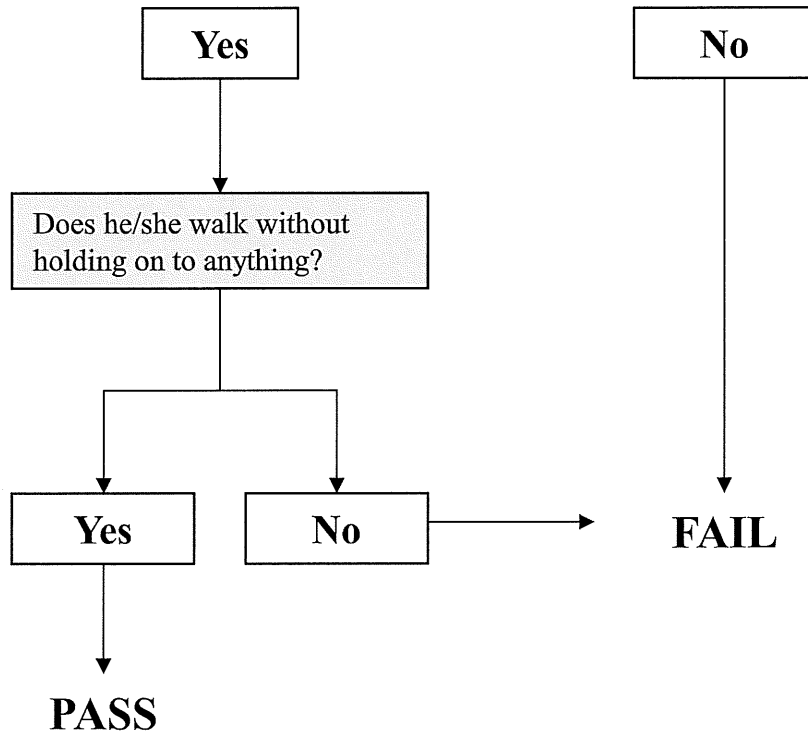 Yes
No
Does he/she walk without
holding on to anything?
Yes
No
FAIL
PASS